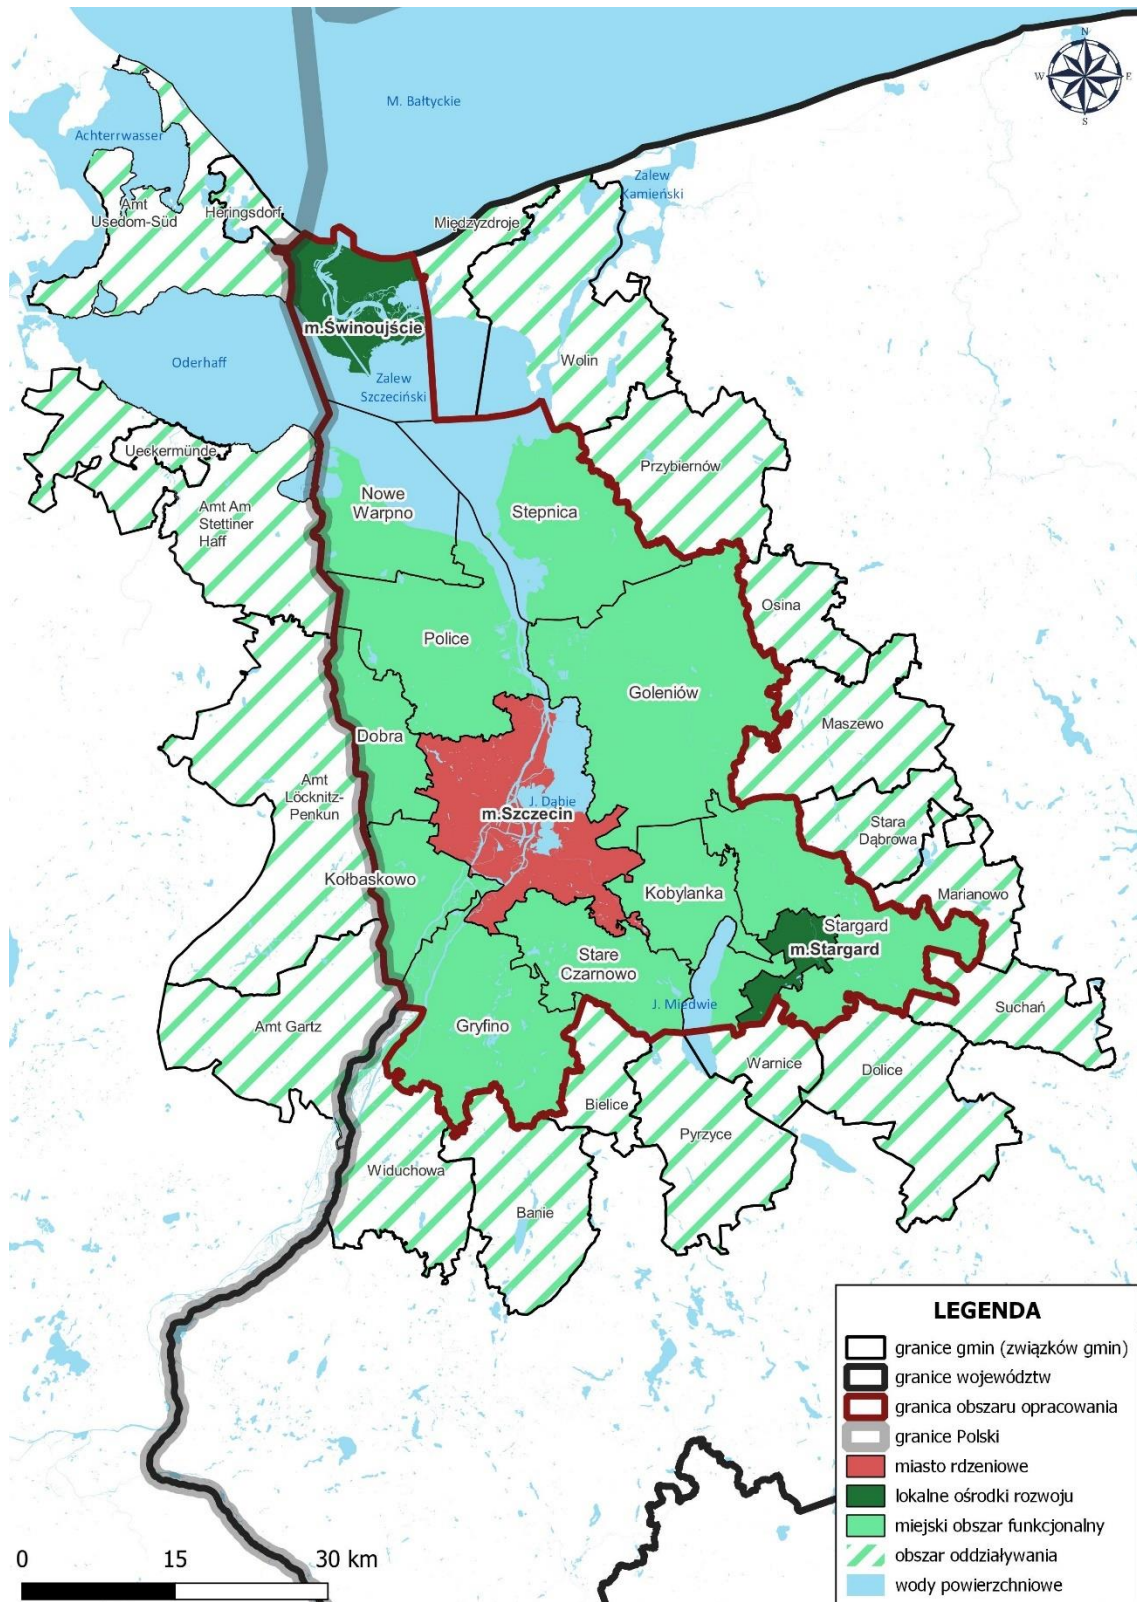 N
W
E
S
M. Bałtyckie
Achterrwasser
Zalew
Kamieński
Amt
Usedom-Süd
Heringsdorf
Międzyzdroje
m.Świnoujście
Oderhaff
Zalew
Szczeciński
Wolin
Ueckermünde
Przybiernów
Nowe
Warpno
Stepnica
Amt Am
Stettiner
Haff
Osina
Police
Goleniów
Maszewo
Dobra
Amt
Löcknitz-
Penkun
J. Dąbie
m.Szczecin
Stara
Dąbrowa
Kołbaskowo
Kobylanka
Marianowo
Stargard
m.Stargard
Stare
Czarnowo
J. Miedwie
Suchań
Amt Gartz
Gryfino
Warnice
Dolice
Bielice
Pyrzyce
Widuchowa
Banie
LEGENDA
granice gmin (związków gmin)
granice województw
granica obszaru opracowania
granice Polski
miasto rdzeniowe
lokalne ośrodki rozwoju
miejski obszar funkcjonalny
obszar oddziaływania
wody powierzchniowe
0 15 30 km